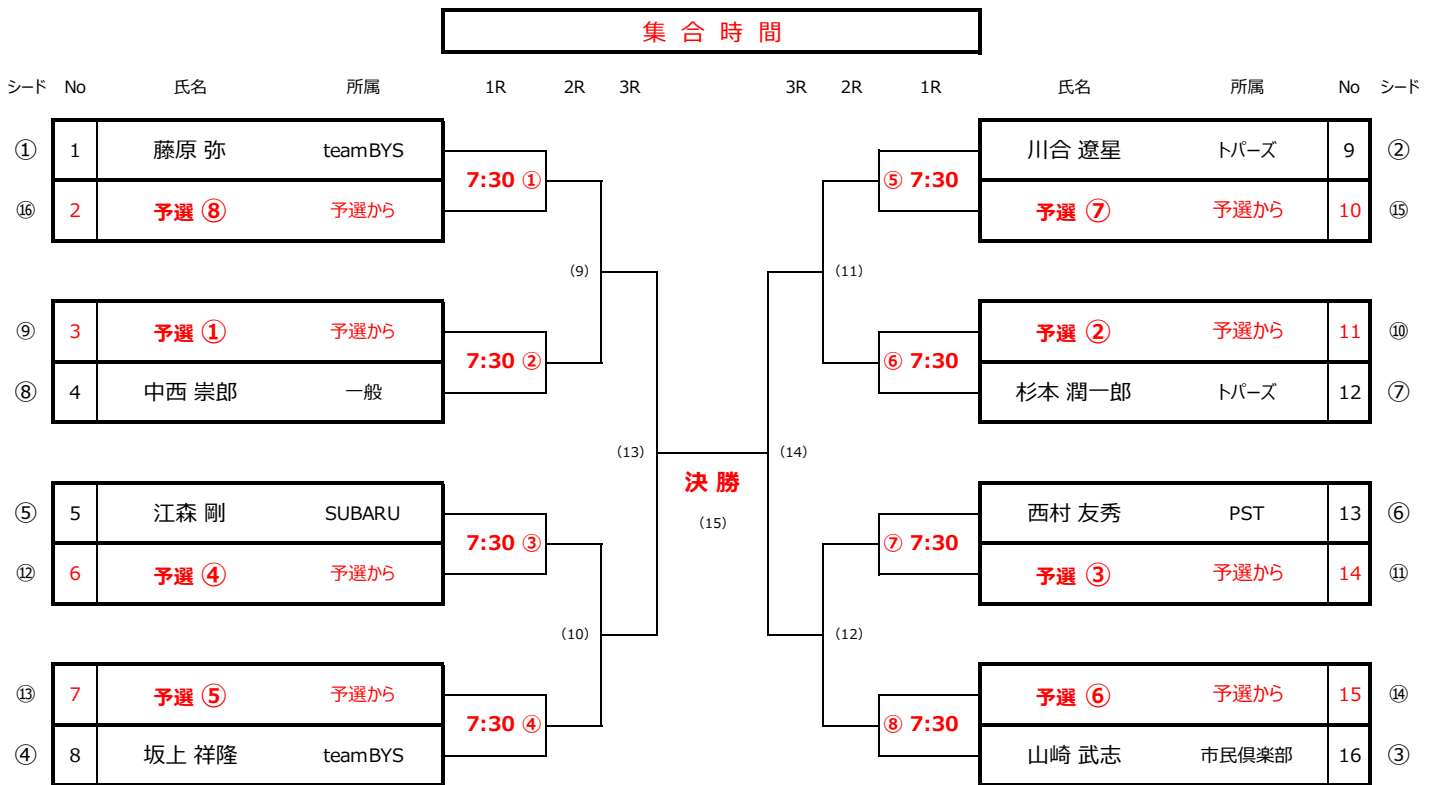 集合時間
シード No 氏名 所属 1R 2R 3R 3R 2R 1R 氏名 所属 No シード
① 1 藤原 弥 teamBYS 川合 遼星 トパーズ 9 ②
7:30 ① ⑤ 7:30
⑯ 2 予選 ⑧ 予選から 予選 ⑦ 予選から 10 ⑮
(9) (11)
⑨ 3 予選 ① 予選から 予選 ② 予選から 11 ⑩
7:30 ② ⑥ 7:30
⑧ 4 中西 崇郎 一般 杉本 潤一郎 トパーズ 12 ⑦
(13) (14)
決勝
⑤ 5 江森 剛 SUBARU 西村 友秀 PST 13 ⑥
(15)
7:30 ③ ⑦ 7:30
⑫ 6 予選 ④ 予選から 予選 ③ 予選から 14 ⑪
(10) (12)
⑬ 7 予選 ⑤ 予選から 予選 ⑥ 予選から 15 ⑭
7:30 ④ ⑧ 7:30
④ 8 坂上 祥隆 teamBYS 山崎 武志 市民倶楽部 16 ③